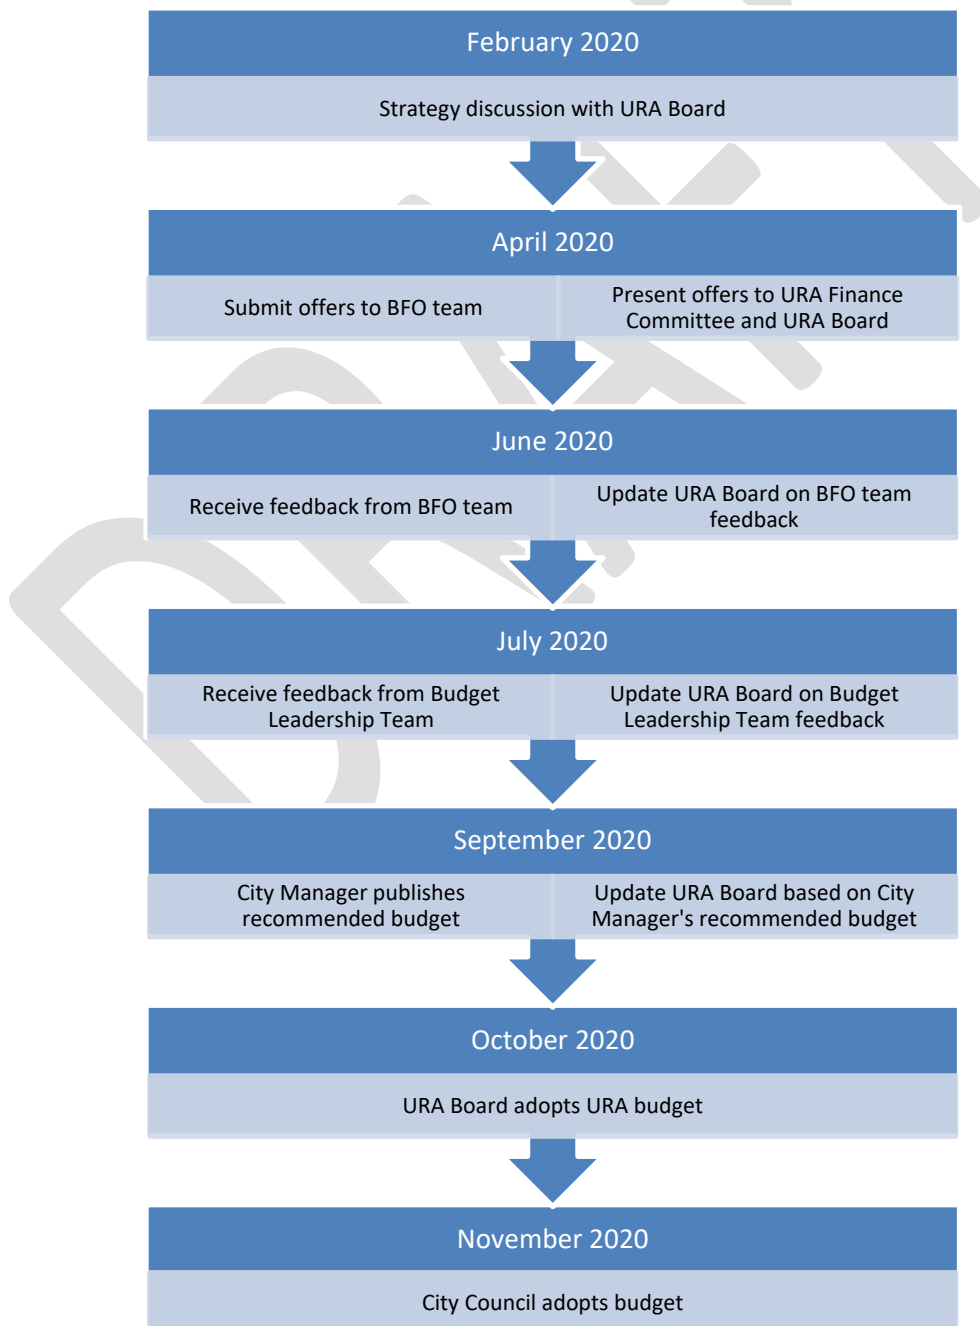 February 2020
Strategy discussion with URA Board
April 2020
Submit offers to BFO team
Present offers to URA Finance
Committee and URA Board
June 2020
Receive feedback from BFO team
Update URA Board on BFO team
feedback
July 2020
Receive feedback from Budget
Leadership Team
Update URA Board on Budget
Leadership Team feedback
September 2020
City Manager publishes
recommended budget
Update URA Board based on City
Manager's recommended budget
October 2020
URA Board adopts URA budget
November 2020
City Council adopts budget
DRAFT